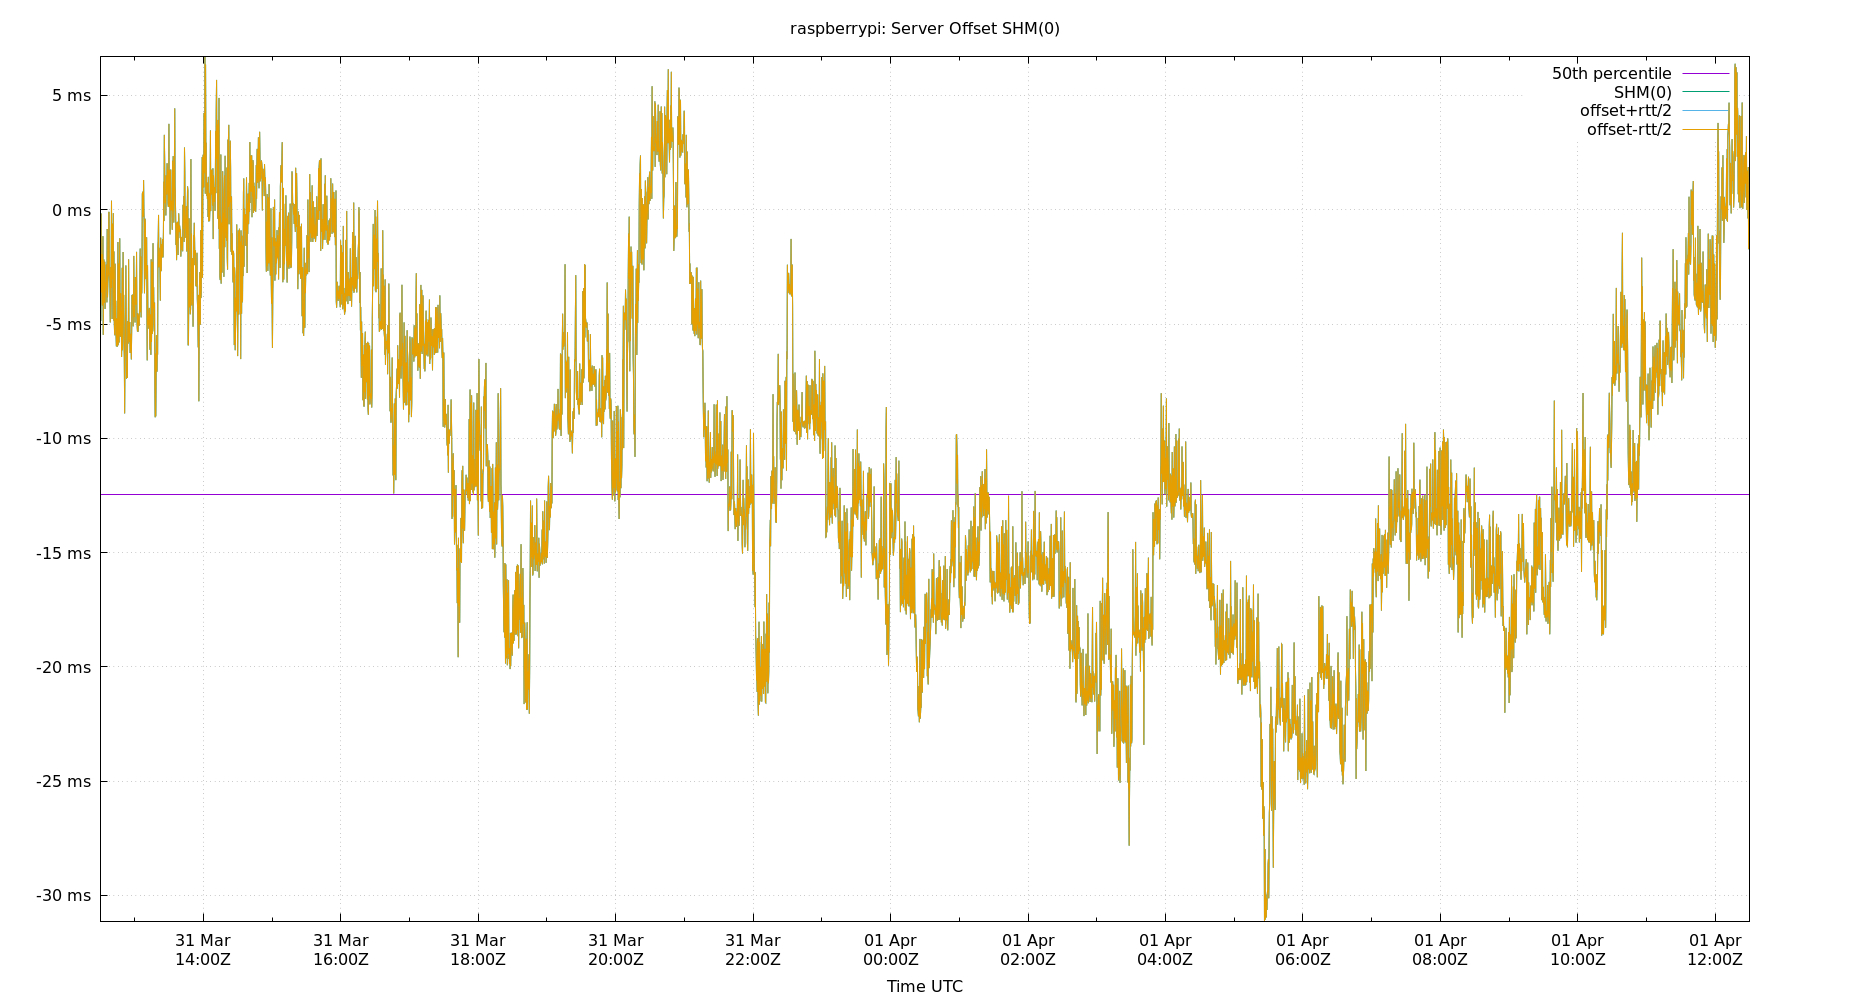 raspberrypi: Server Offset SHM(0)
50th percentile
SHM(0)
offset+rtt/2
offset-rtt/2
5 ms
0 ms
-5 ms
-10 ms
-15 ms
-20 ms
-25 ms
-30 ms
31 Mar 31 Mar 31 Mar 31 Mar 31 Mar 01 Apr 01 Apr 01 Apr 01 Apr 01 Apr 01 Apr 01 Apr
14:00Z 16:00Z 18:00Z 20:00Z 22:00Z 00:00Z 02:00Z 04:00Z 06:00Z 08:00Z 10:00Z 12:00Z
Time UTC